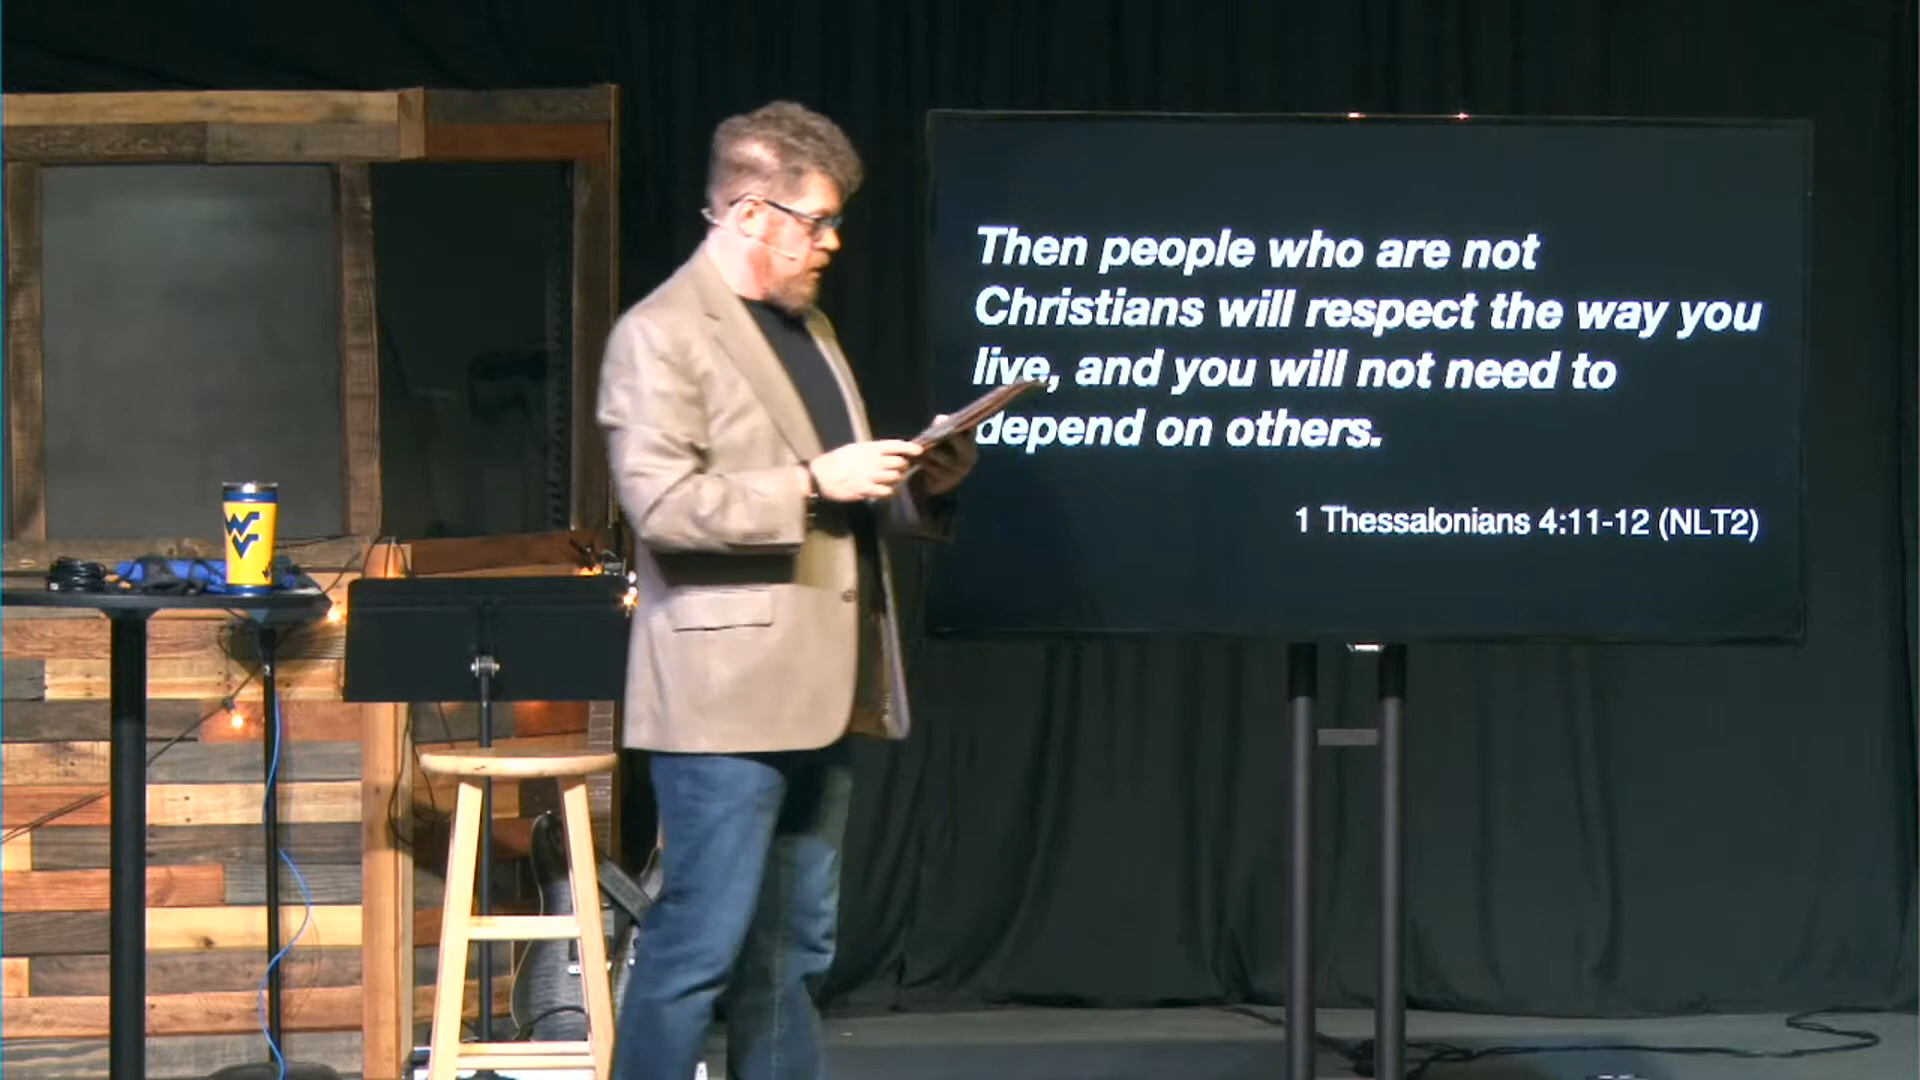 Then people who are not
Christians will respect the way you
live, and you will not need to
depend on others.
1 Thessalonians 4:11-12 (NLT2)
WV